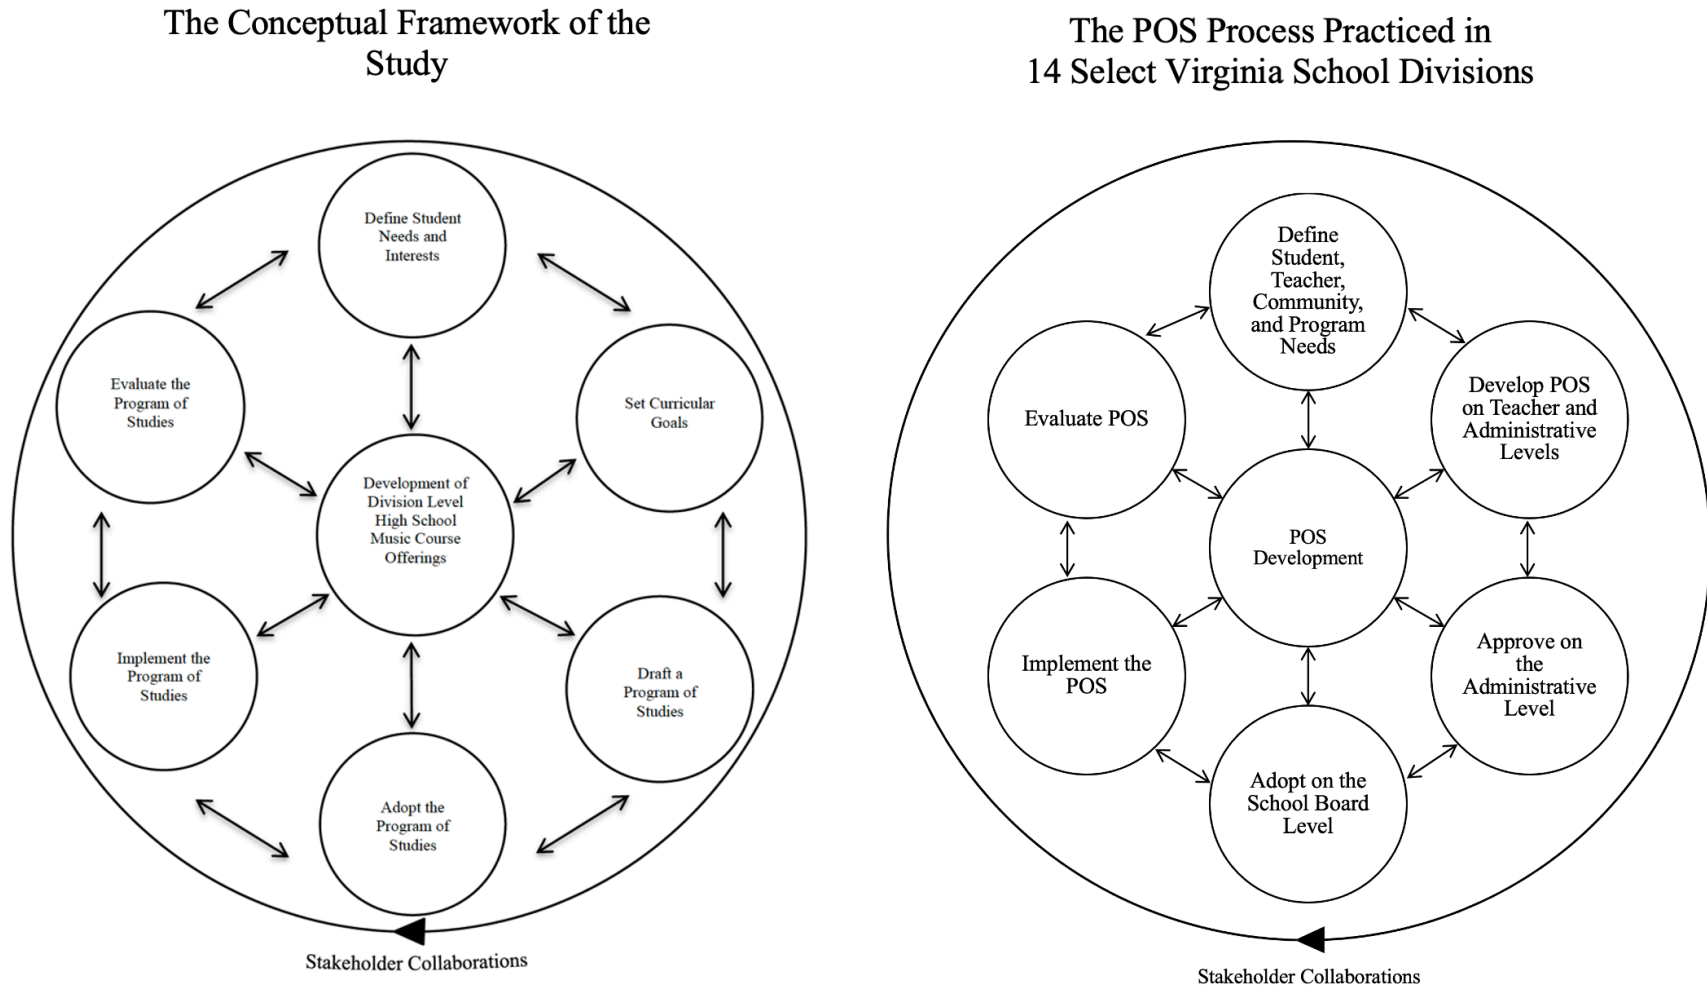 The Conceptual Framework of the
Study
Define Student
Needs and
Interests
Evaluate the
Program of
Studies
Set Curricular
Goals
Development of
Division Level
High School
Music Course
Offerings
Implement the
Program of
Studies
Draft a
Program of
Studies
Adopt the
Program of
Studies
Stakeholder Collaborations
The POS Process Practiced in
14 Select Virginia School Divisions
Define
Student,
Teacher,
Community,
and Program
Needs
Evaluate POS
Develop POS
on Teacher and
Administrative
Levels
POS
Development
Implement the
POS
Approve on
the
Administrative
Level
Adopt on the
School Board
Level
Stakeholder Collaborations